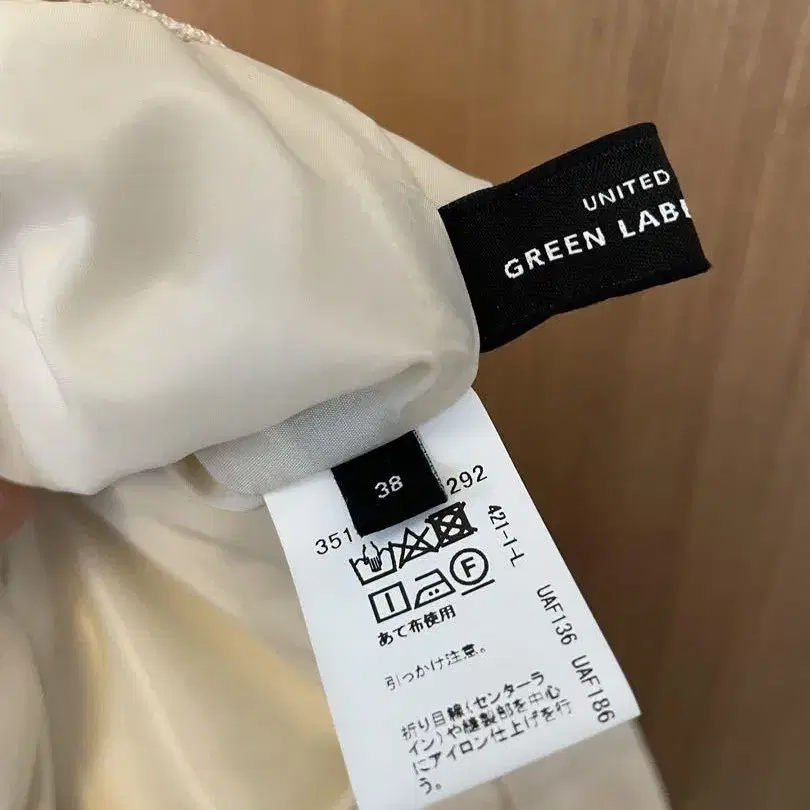 UNITED
GREEN LABE
38
351 292
421-I-L
あて布使用
引っかけ注意。
折り目線(センターラ
イン)や縫製部を中心
にアイロン仕上げを行
う。
UAF136 UAF186